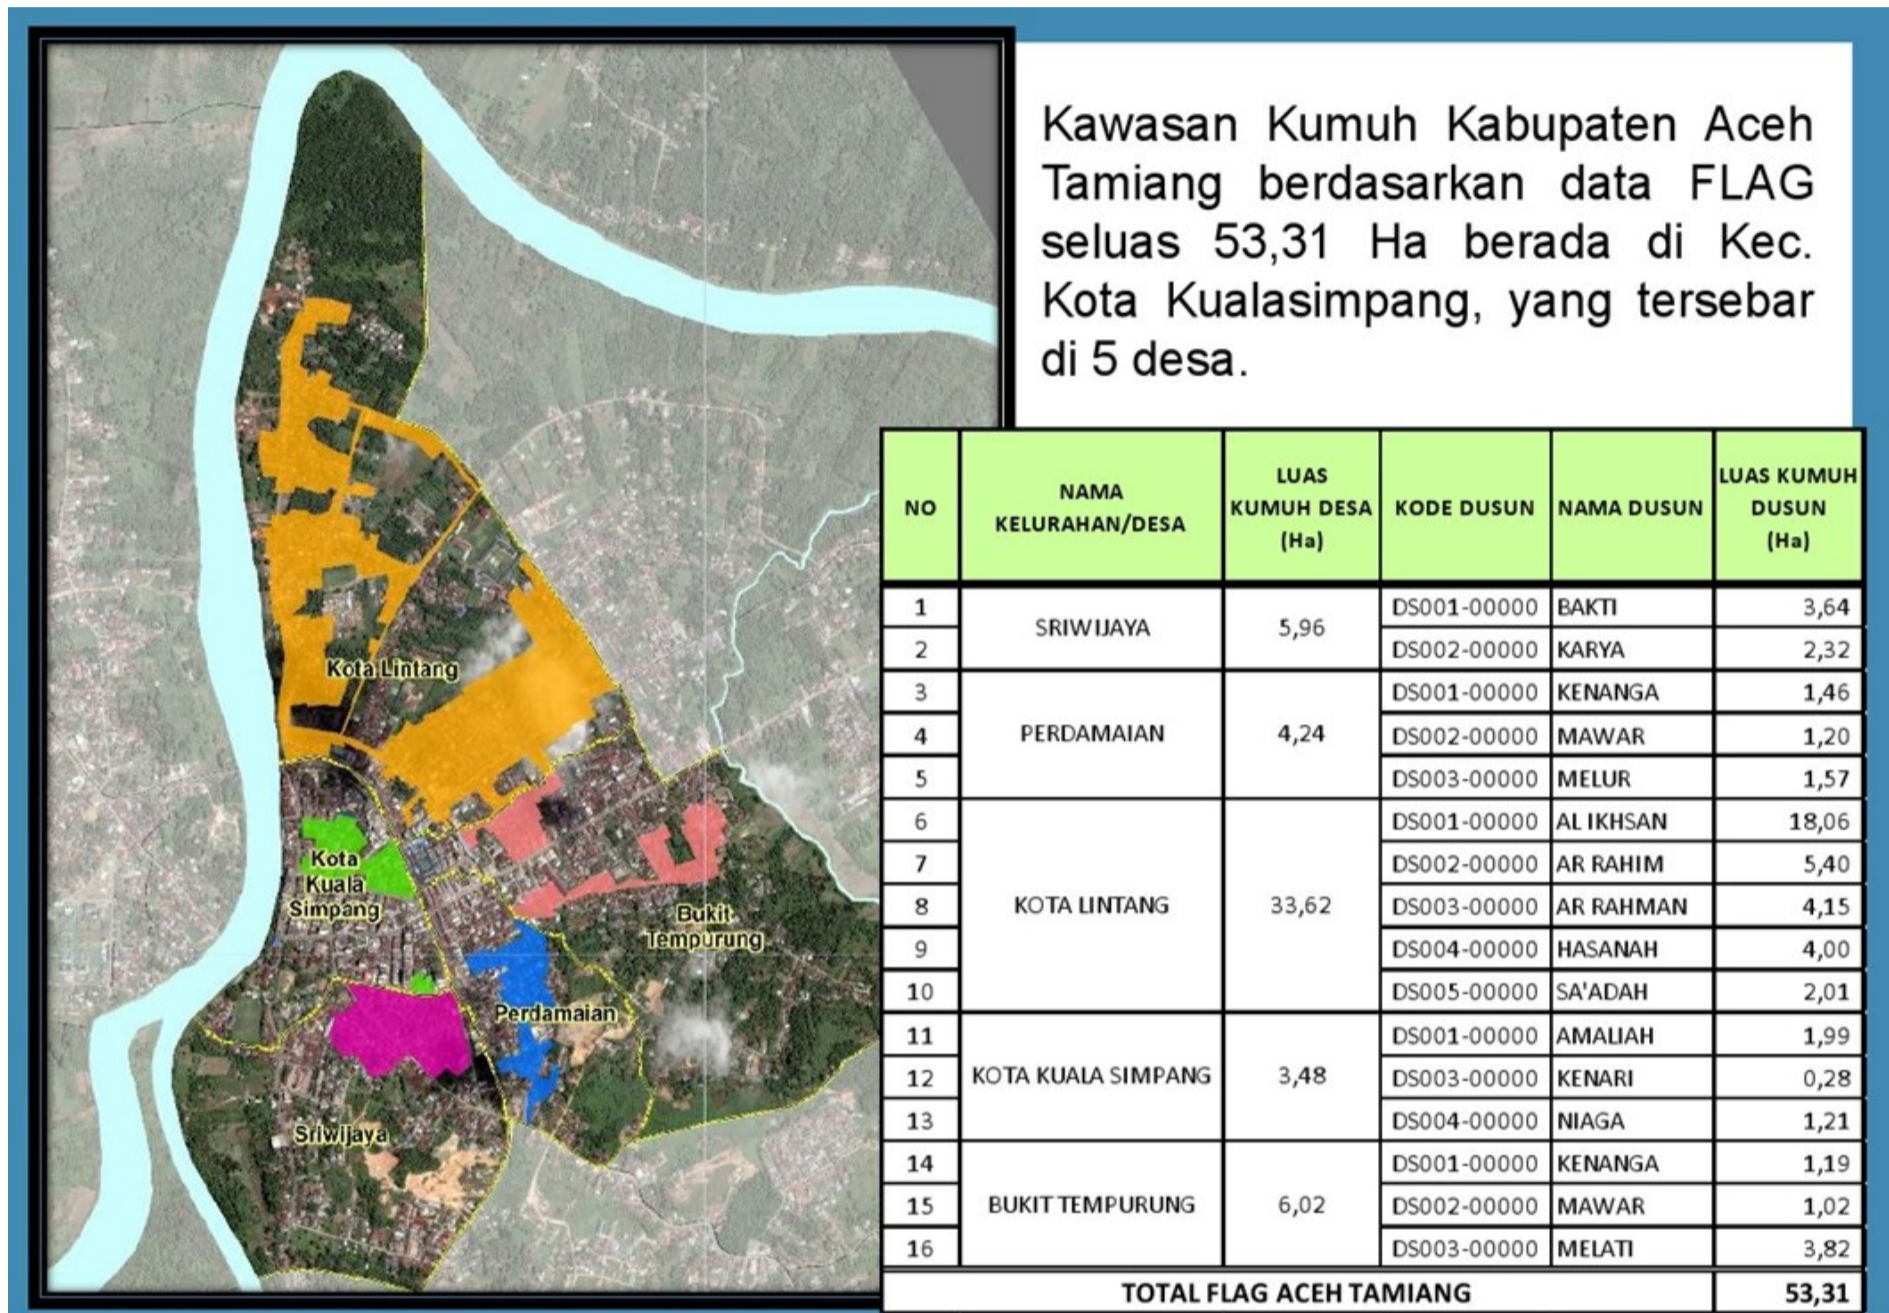 Kawasan Kumuh Kabupaten Aceh
Tamiang berdasarkan data FLAG
seluas 53,31 Ha berada di Kec.
Kota Kualasimpang, yang tersebar
di 5 desa.
Kota Lintang
Kota
Kuala
Simpang
Bukit
Tempurung
Perdamaian
Sriwijaya
NO NAMA KELURAHAN/DESA LUAS KUMUH DESA (Ha) KODE DUSUN NAMA DUSUN LUAS KUMUH DUSUN (Ha)
1 SRIWIJAYA 5,96 DS001-00000 BAKTI 3,64
2 DS002-00000 KARYA 2,32
3 DS001-00000 KENANGA 1,46
4 PERDAMAIAN 4,24 DS002-00000 MAWAR 1,20
5 DS003-00000 MELUR 1,57
6 DS001-00000 AL IKHSAN 18,06
7 DS002-00000 AR RAHIM 5,40
8 KOTA LINTANG 33,62 DS003-00000 AR RAHMAN 4,15
9 DS004-00000 HASANAH 4,00
10 DS005-00000 SA'ADAH 2,01
11 DS001-00000 AMALIAH 1,99
12 KOTA KUALA SIMPANG 3,48 DS003-00000 KENARI 0,28
13 DS004-00000 NIAGA 1,21
14 DS001-00000 KENANGA 1,19
15 BUKIT TEMPURUNG 6,02 DS002-00000 MAWAR 1,02
16 DS003-00000 MELATI 3,82
TOTAL FLAG ACEH TAMIANG 53,31